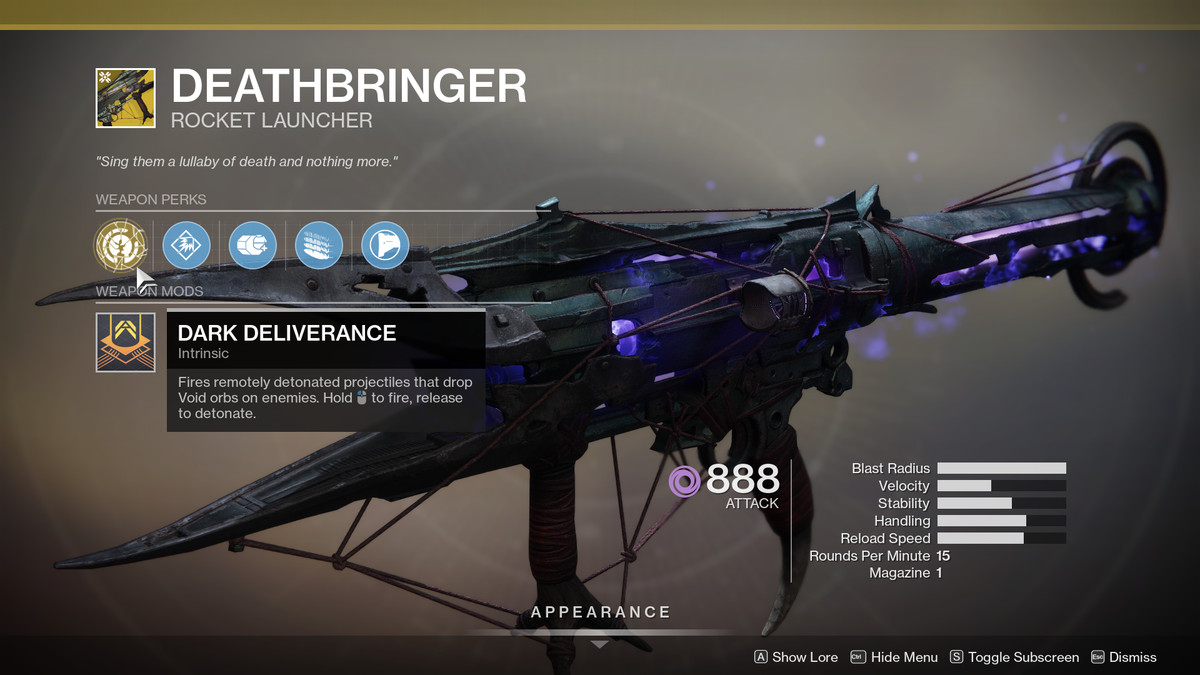 DEATHBRINGER
ROCKET LAUNCHER
"Sing them a lullaby of death and nothing more."
WEAPON PERKS
WEAPON MODS
DARK DELIVERANCE
Intrinsic
Fires remotely detonated projectiles that drop
Void orbs on enemies. Hold to fire, release
to detonate.
888
ATTACK
Blast Radius
Velocity
Stability
Handling
Reload Speed
Rounds Per Minute 15
Magazine 1
APPEARANCE
A Show Lore Ctrl Hide Menu S Toggle Subscreen Esc Dismiss